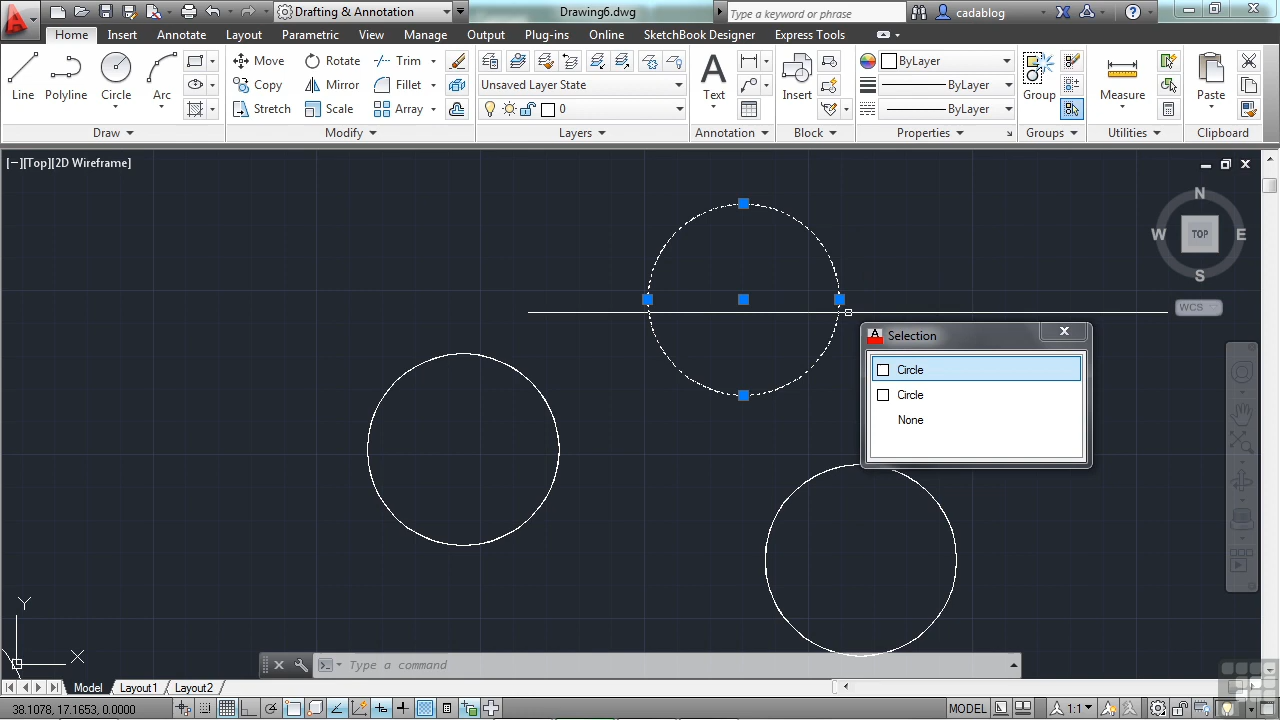 Drafting & Annotation
Drawing6.dwg
Type a keyword or phrase
cadablog
Home Insert Annotate Layout Parametric View Manage Output Plug-ins Online SketchBook Designer Express Tools
Line Polyline Circle Arc
Move Rotate Trim
Copy Mirror Fillet
Stretch Scale Array
Unsaved Layer State
0
Text
Insert
ByLayer
ByLayer
ByLayer
Group
Measure
Paste
Draw Modify Layers Annotation Block Properties Groups Utilities Clipboard
[−][Top][2D Wireframe]
N
W TOP E
S
WCS
Selection
Circle
Circle
None
Y
X
Type a command
Model Layout1 Layout2
38.1078, 17.1653, 0.0000
MODEL
1:1